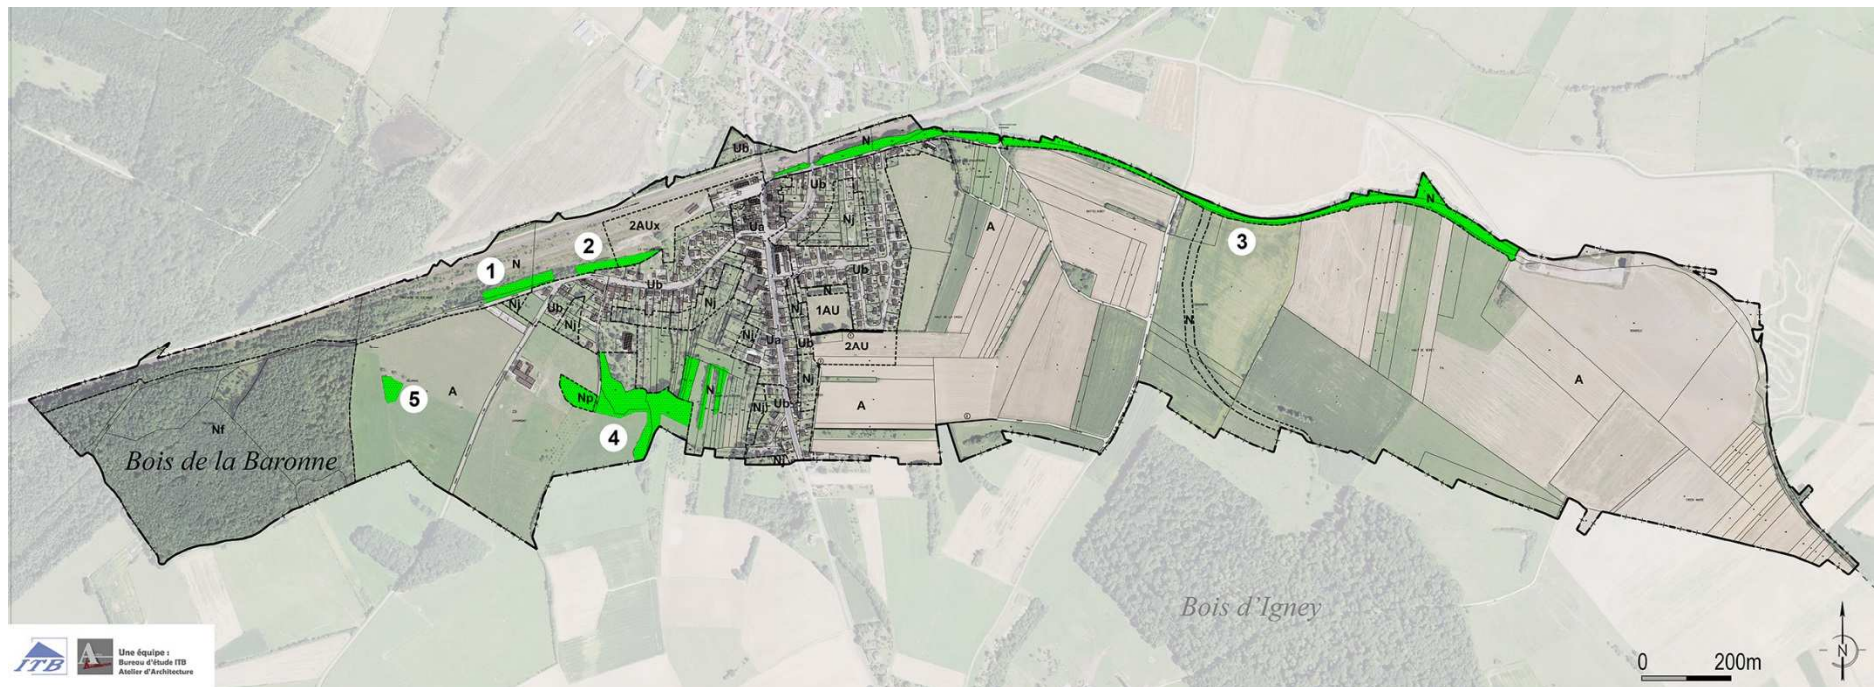 Ub
N
Ub
Nj
Ua
2AUx
A
N
3
2
1
N
Ub
Ub
Nj
Ub
Nj
Nj
N
1AU
Nj
Ua
Ub
2AU
N
5
A
Np
N
Nj
A
A
Nj
Ub
4
Nf
Bois de la Baronne
Nj
Bois d'Igney
ITB
A
Une équipe :
Bureau d'étude ITB
Atelier d'Architecture
0 200m
N